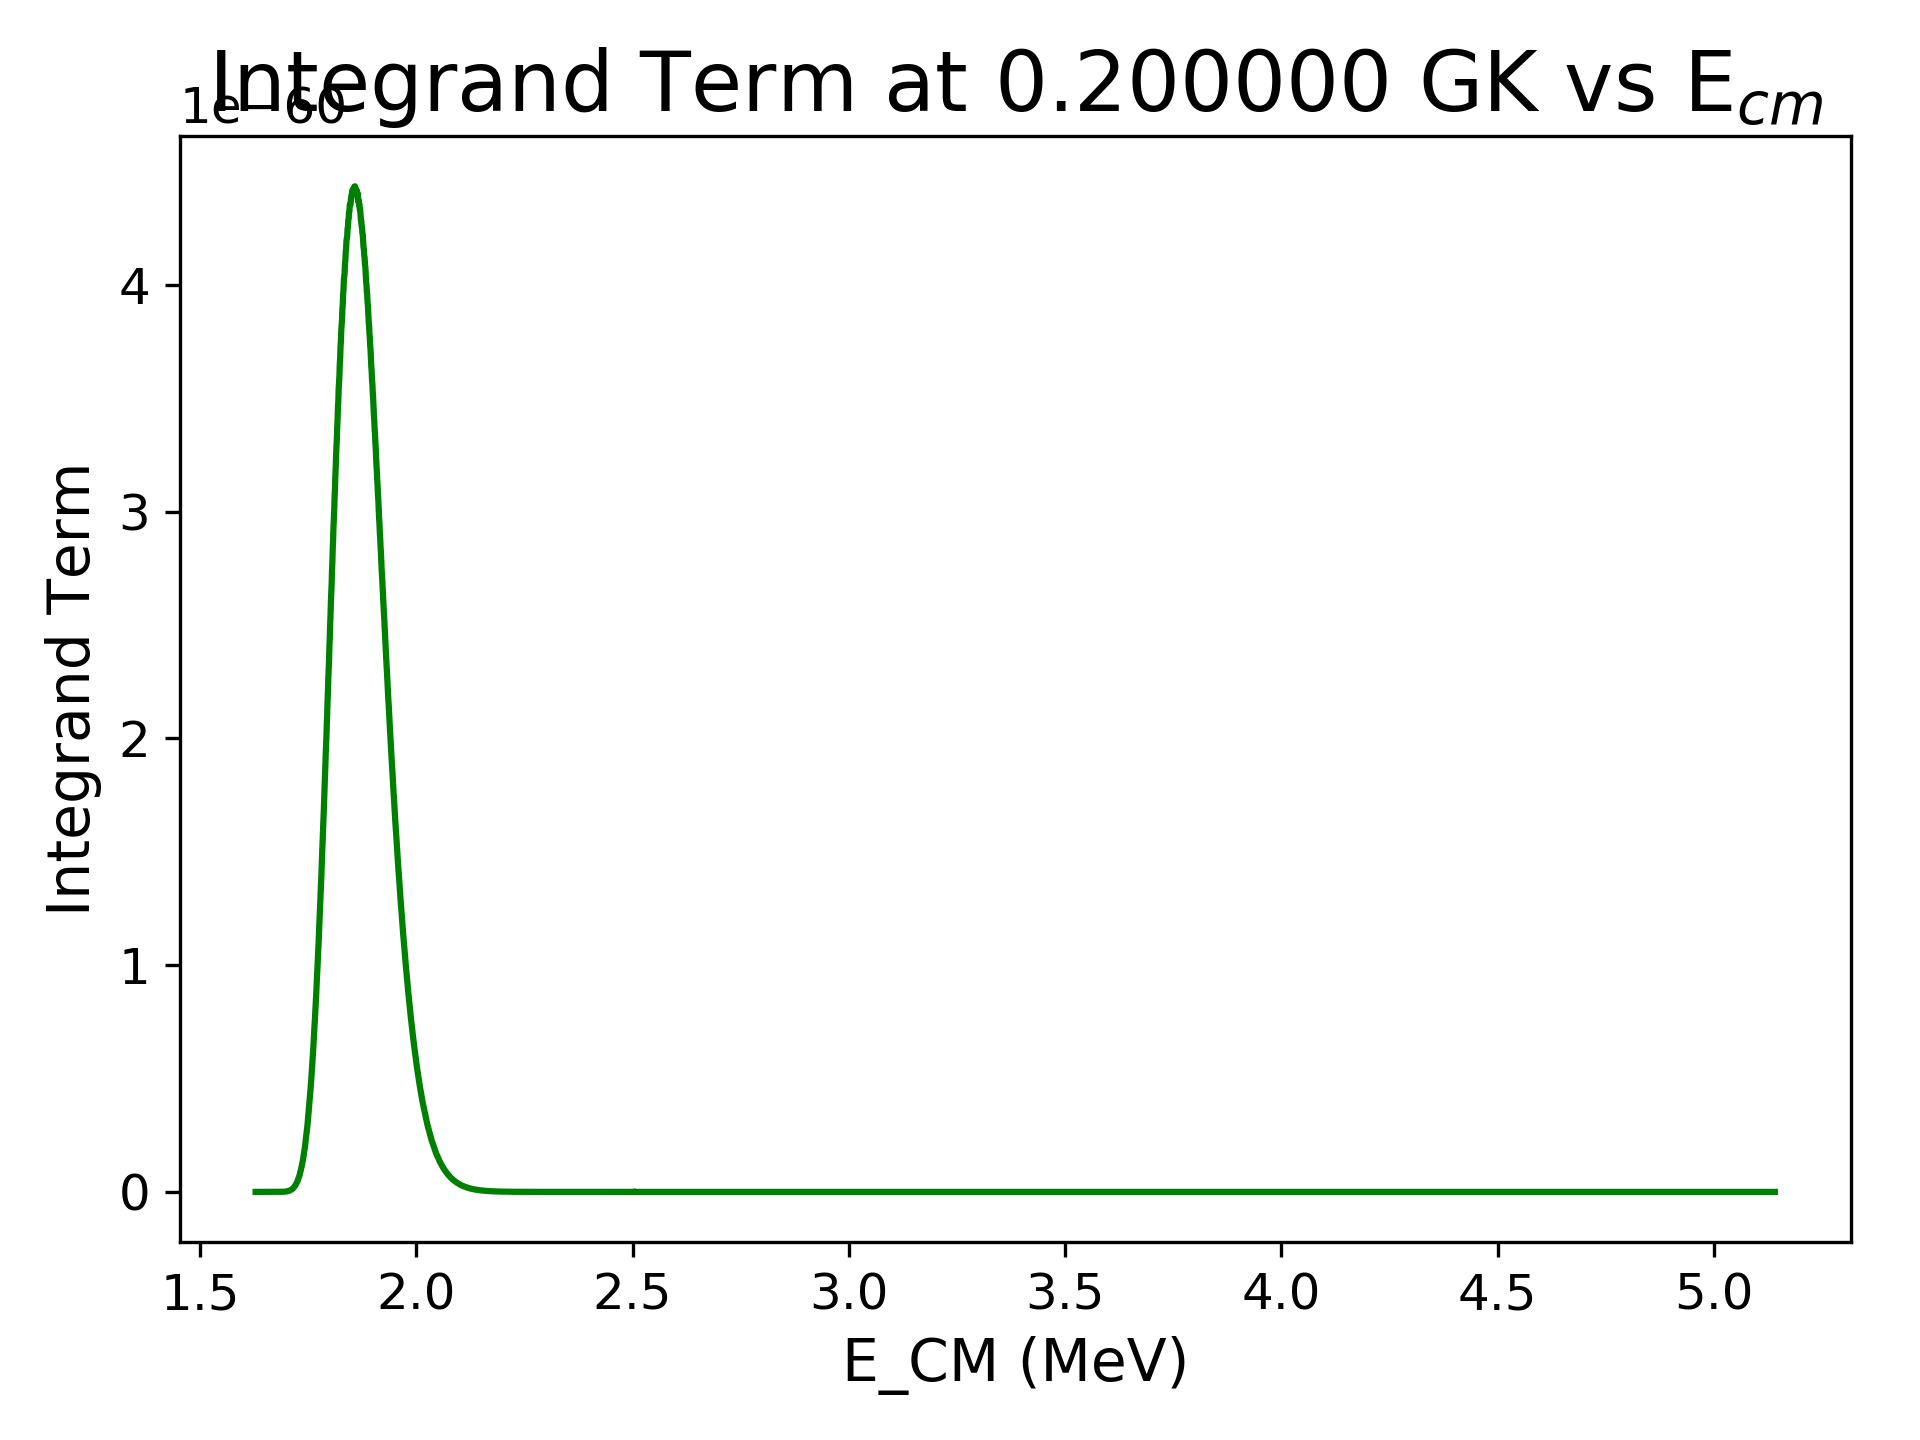 Integrand Term at 0.200000 GK vs E_cm
1e−60
4
3
2
1
0
Integrand Term
1.5 2.0 2.5 3.0 3.5 4.0 4.5 5.0
E_CM (MeV)